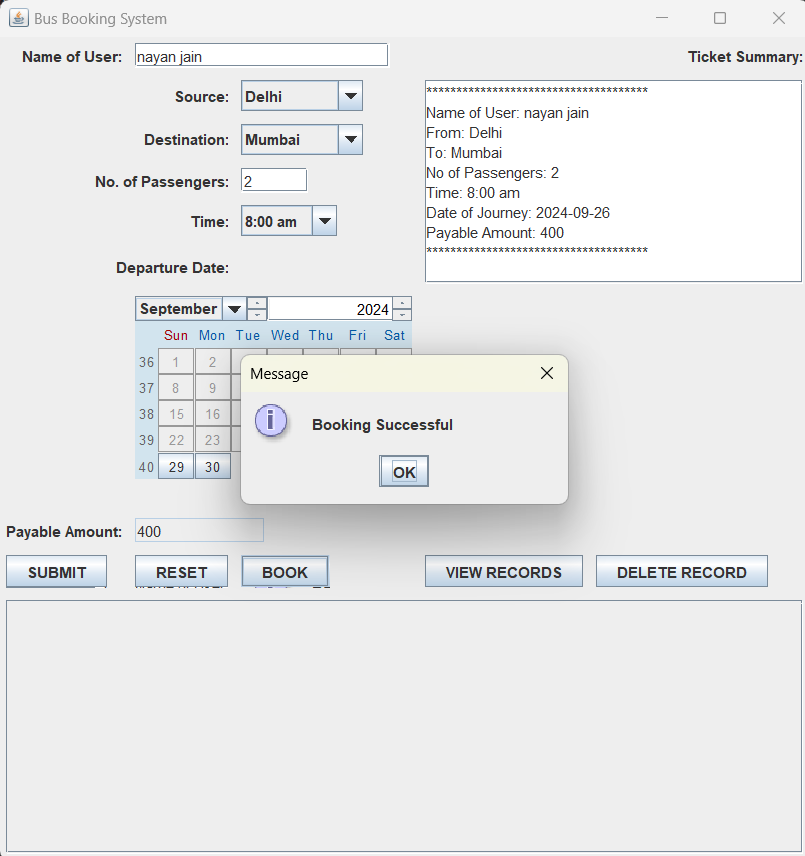 Bus Booking System
Name of User: nayan jain
Ticket Summary:
Source: Delhi
Destination: Mumbai
No. of Passengers: 2
Time: 8:00 am
Departure Date:
*************************************
Name of User: nayan jain
From: Delhi
To: Mumbai
No of Passengers: 2
Time: 8:00 am
Date of Journey: 2024-09-26
Payable Amount: 400
*************************************
September 2024
Sun Mon Tue Wed Thu Fri Sat
36 1 2
37 8 9
38 15 16
39 22 23
40 29 30
Message
Booking Successful
OK
Payable Amount: 400
SUBMIT RESET BOOK VIEW RECORDS DELETE RECORD